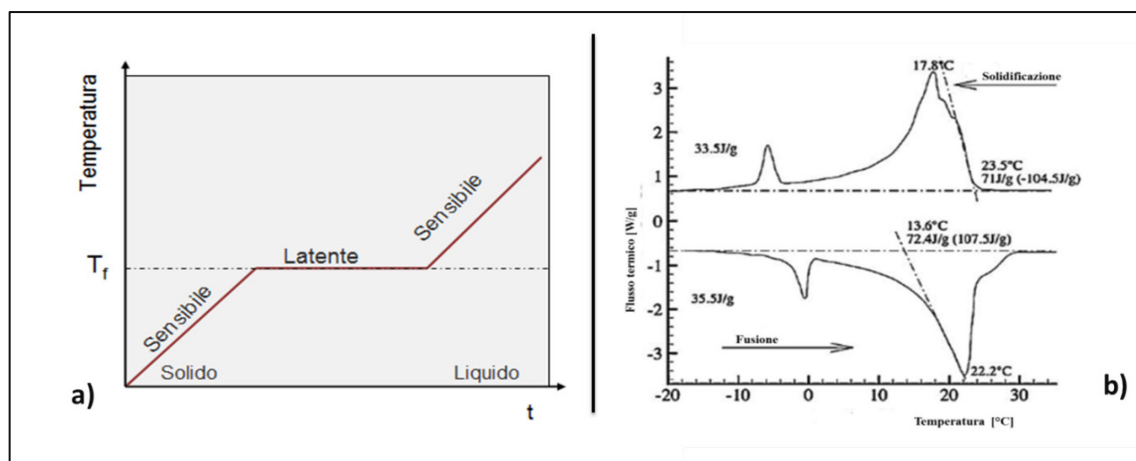 Temperatura
T_f
Sensibile
Latente
Sensibile
Solido
Liquido
t
a)
17.8°C
Solidificazione
33.5J/g
23.5°C
71J/g (-104.5J/g)
13.6°C
72.4J/g (107.5J/g)
35.5J/g
Fusione
22.2°C
Flusso termico [W/g]
3
2
1
0
-1
-2
-3
-20
-10
0
10
20
30
Temperatura [°C]
b)